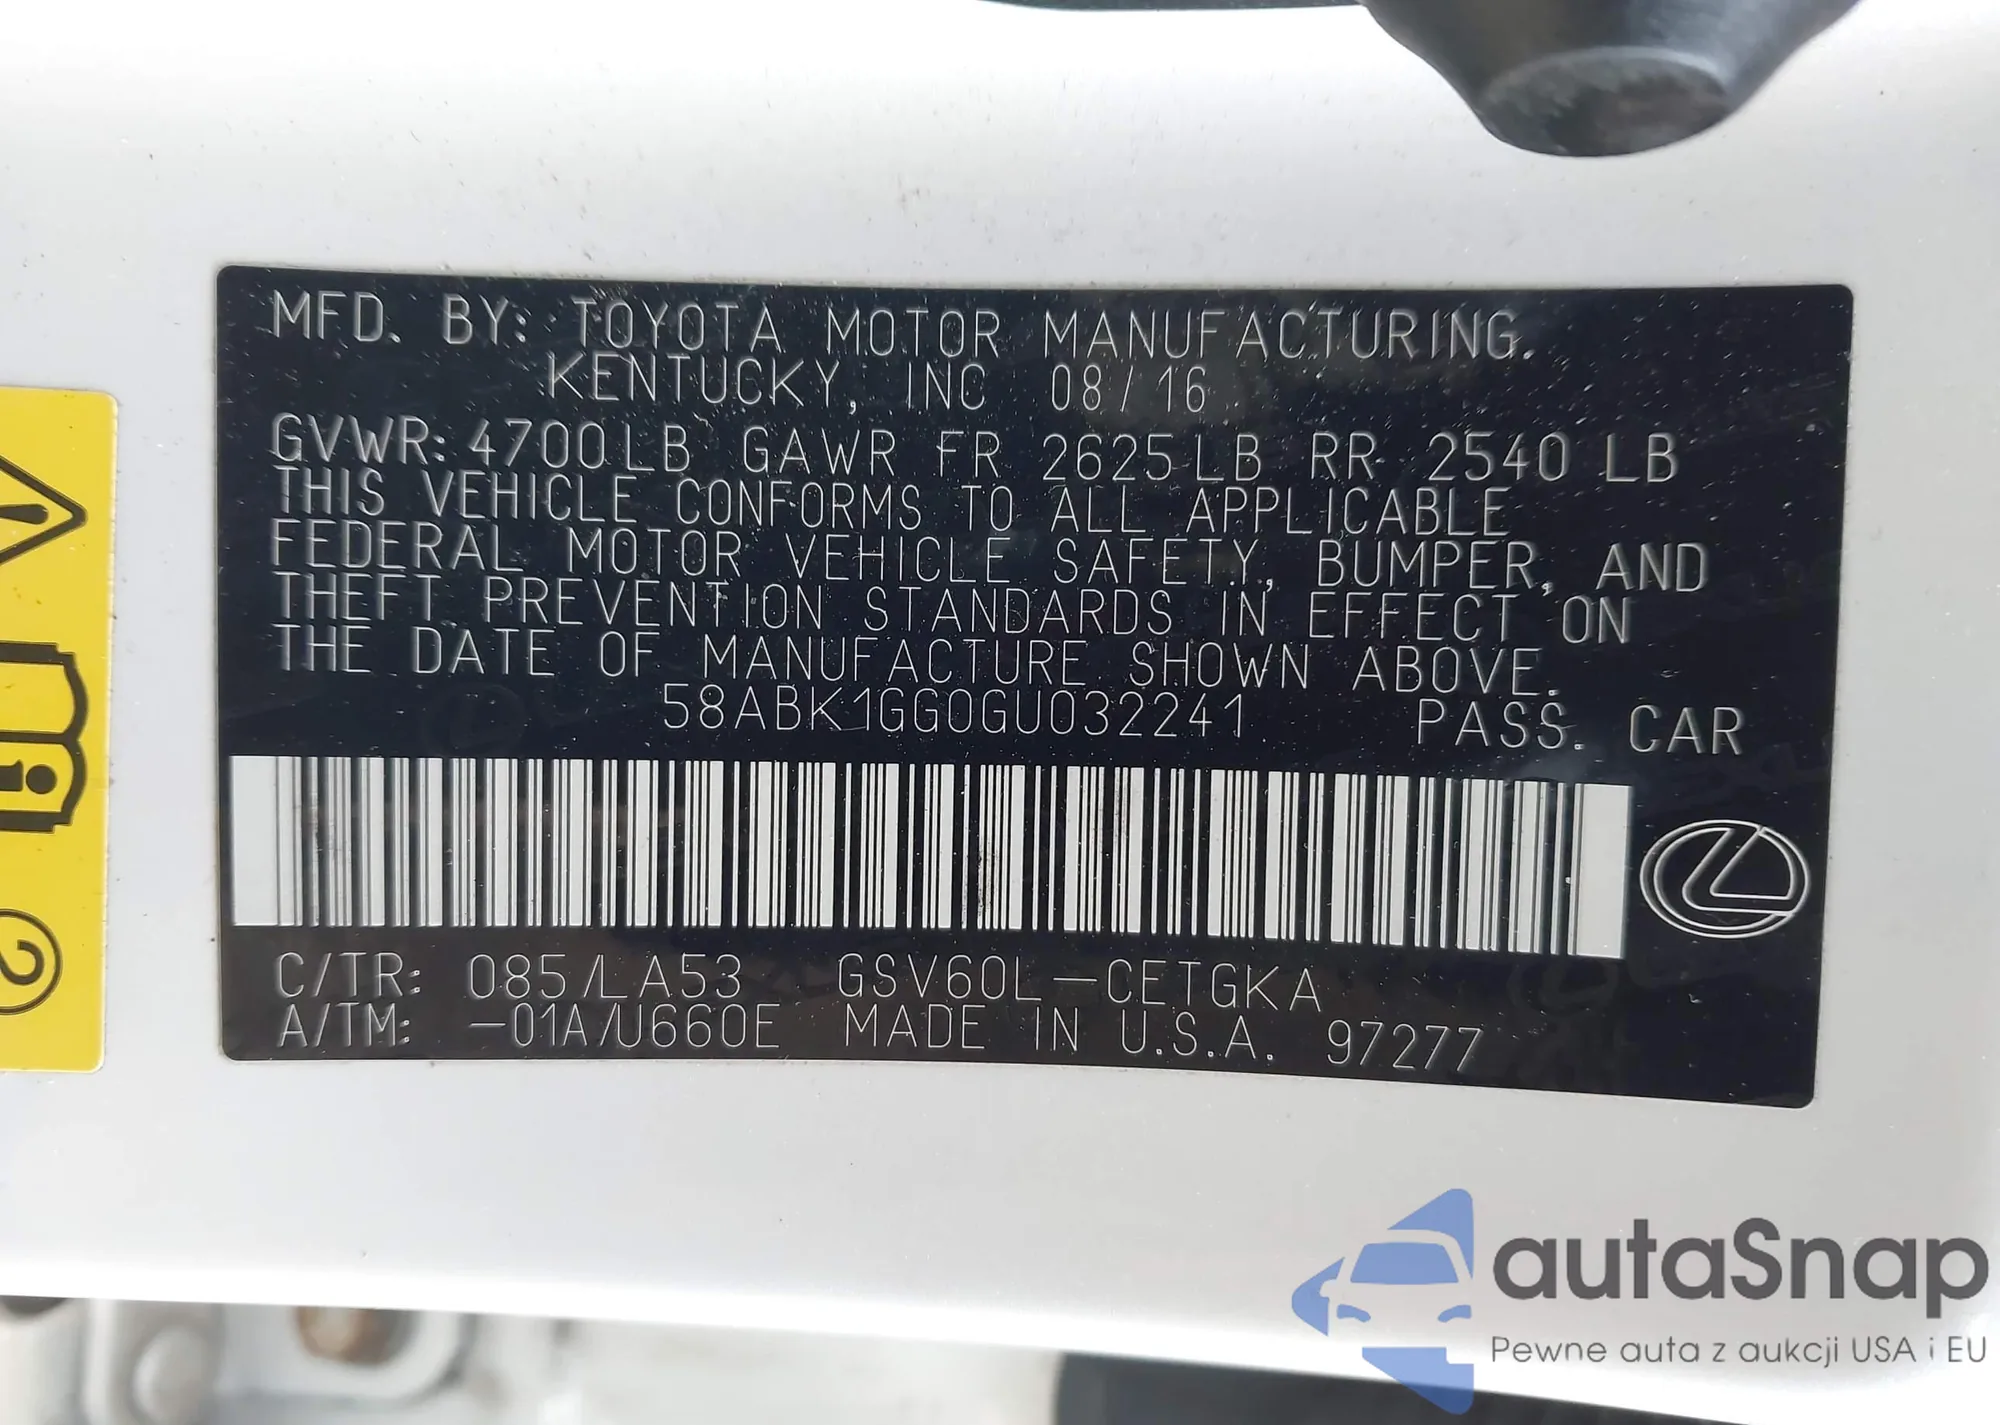 MFD. BY: TOYOTA MOTOR MANUFACTURING.
KENTUCKY, INC 08/16
GVWR: 4700LB GAWR FR 2625LB RR 2540 LB
THIS VEHICLE CONFORMS TO ALL APPLICABLE
FEDERAL MOTOR VEHICLE SAFETY, BUMPER, AND
THEFT PREVENTION STANDARDS IN EFFECT ON
THE DATE OF MANUFACTURE SHOWN ABOVE.
58ABK1GG0GU032241 PASS. CAR
C/TR: 085/LA53 GSV60L-CETGKA
A/TM: -01A/U660E MADE IN U.S.A. 97277
2
autaSnap
Pewne auta z aukcji USA i EU